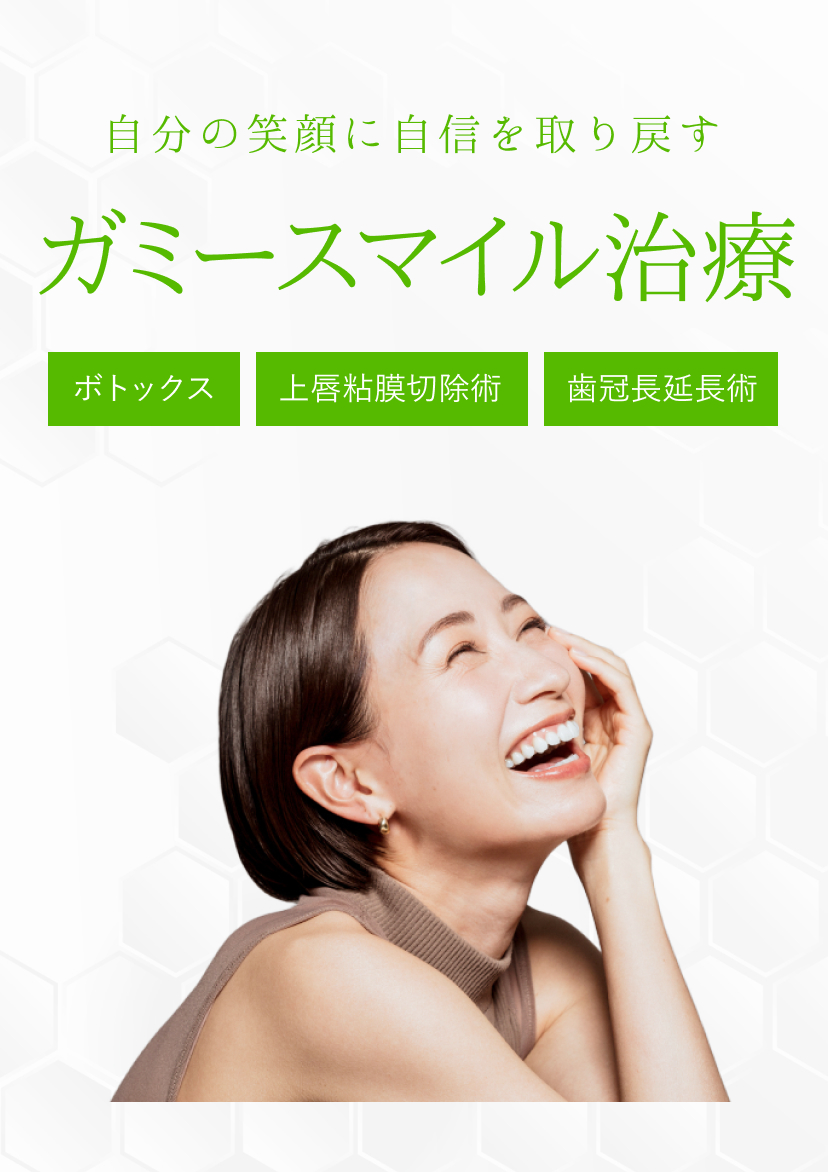 自分の笑顔に自信を取り戻す
ガミースマイル治療
ボトックス 上唇粘膜切除術 歯冠長延長術